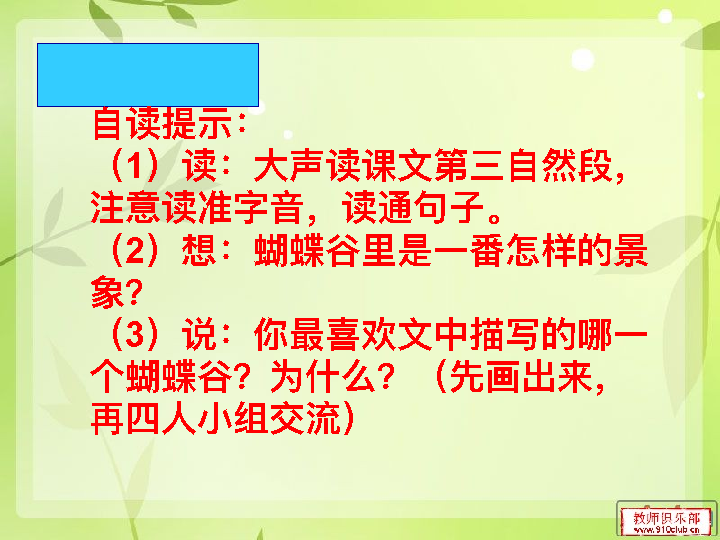 自读提示：
（1）读：大声读课文第三自然段，
注意读准字音，读通句子。
（2）想：蝴蝶谷里是一番怎样的景
象？
（3）说：你最喜欢文中描写的哪一
个蝴蝶谷？为什么？（先画出来，
再四人小组交流）
教师俱乐部
www.910club.cn